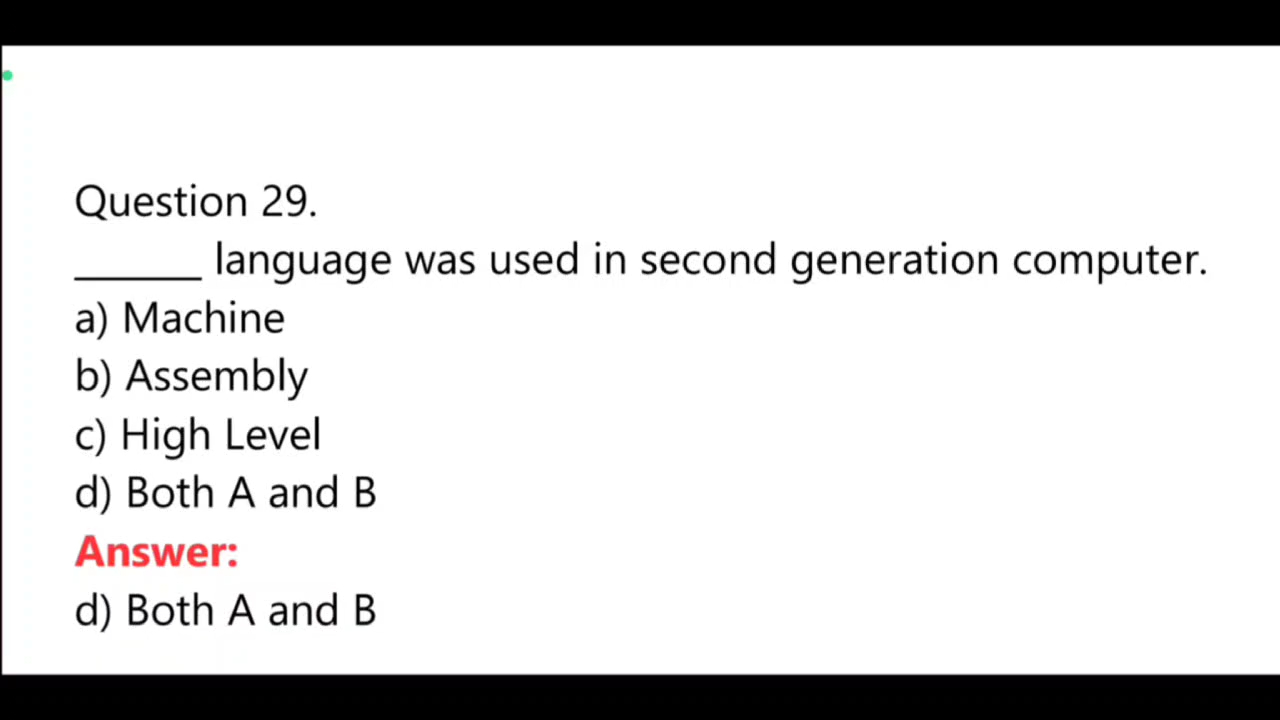 Question 29.
______ language was used in second generation computer.
a) Machine
b) Assembly
c) High Level
d) Both A and B
Answer:
d) Both A and B